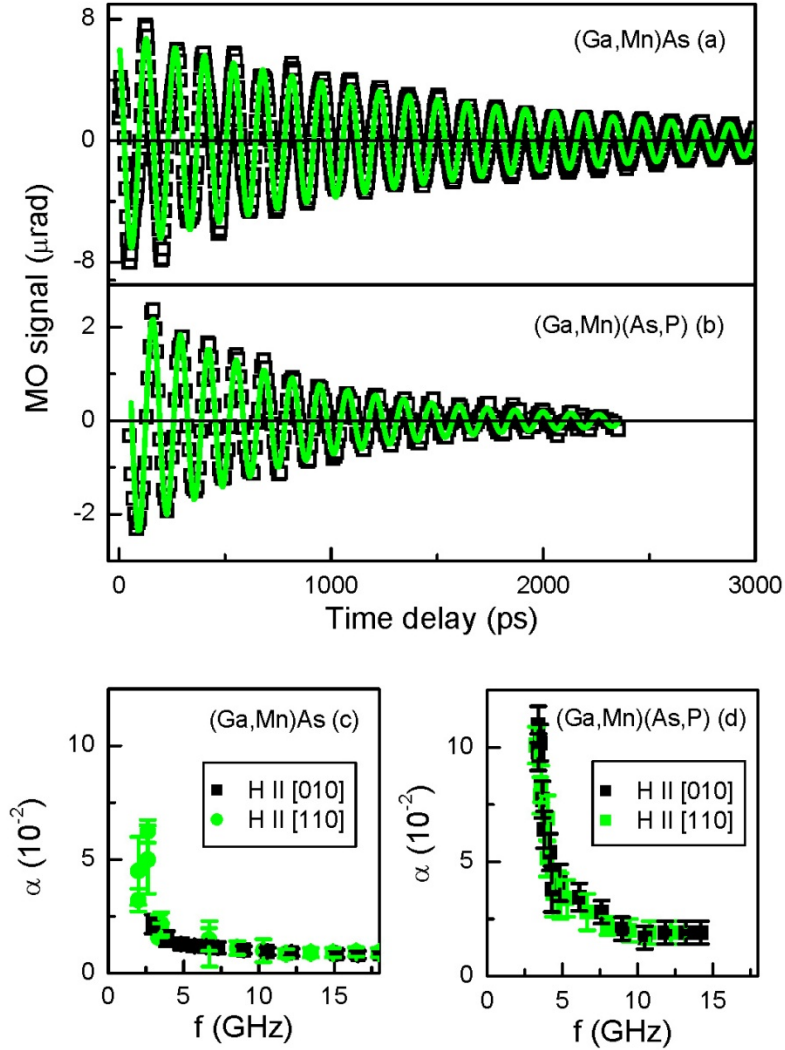 8
(Ga,Mn)As (a)
0
-8
MO signal (μrad)
(Ga,Mn)(As,P) (b)
2
0
-2
0 1000 2000 3000
Time delay (ps)
(Ga,Mn)As (c)
H II [010]
H II [110]
α (10⁻²)
10
5
0
0 5 10 15
f (GHz)
(Ga,Mn)(As,P) (d)
H II [010]
H II [110]
α (10⁻²)
10
5
0
0 5 10 15
f (GHz)